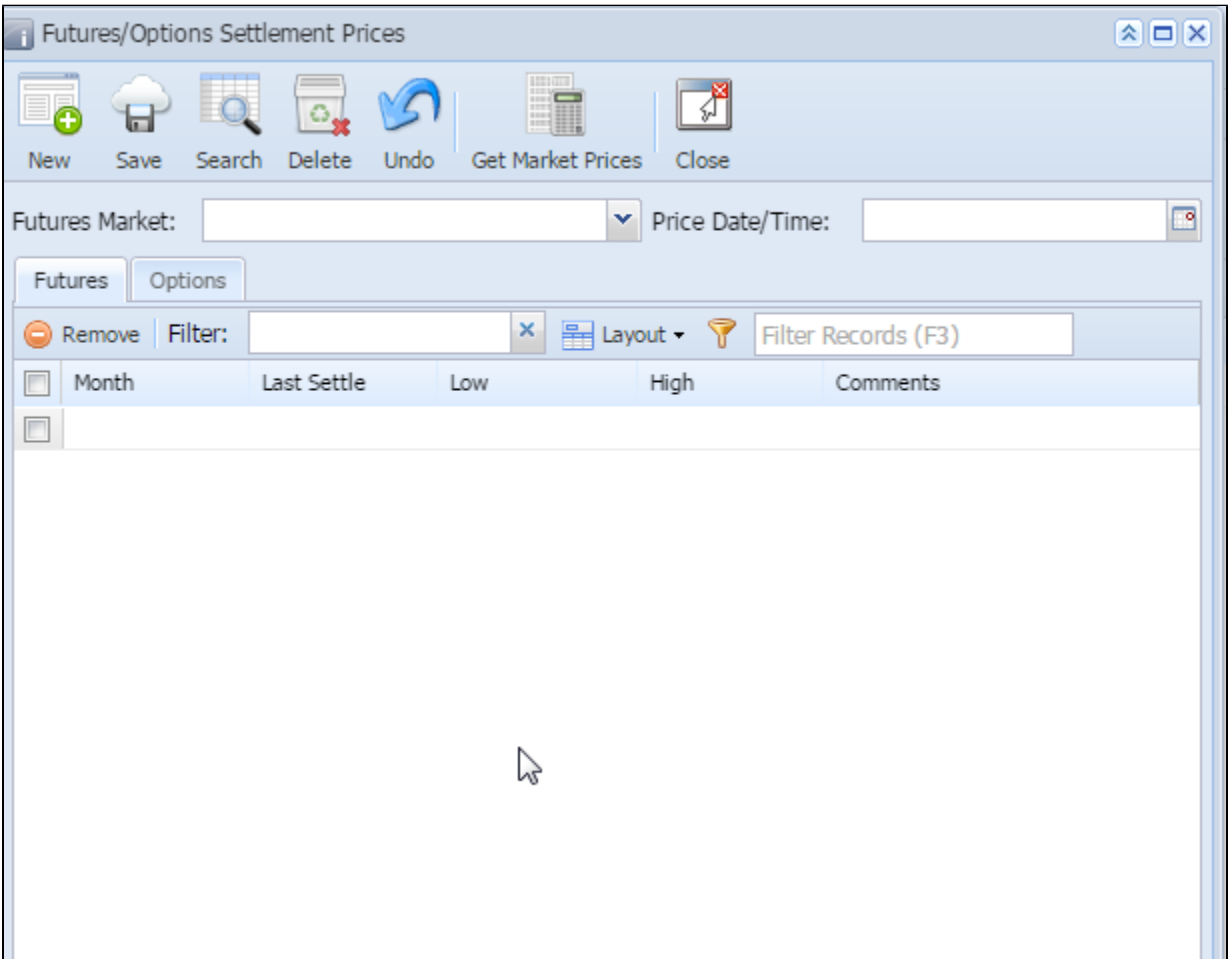 Futures/Options Settlement Prices
New Save Search Delete Undo Get Market Prices Close
Futures Market: Price Date/Time:
Futures Options
Remove Filter: Layout Filter Records (F3)
Month Last Settle Low High Comments